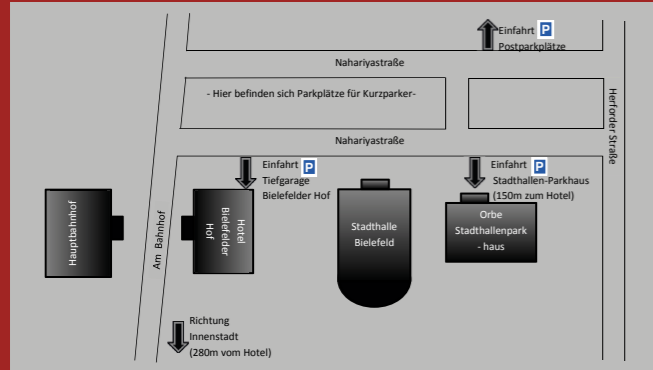 Einfahrt P
Postparkplätze
Nahariyastraße
- Hier befinden sich Parkplätze für Kurzparker-
Herforder Straße
Nahariyastraße
Einfahrt P
Tiefgarage
Bielefelder Hof
Einfahrt P
Stadthallen-Parkhaus
(150m zum Hotel)
Hauptbahnhof
Am Bahnhof
Hotel
Bielefelder
Hof
Stadthalle
Bielefeld
Orbe
Stadthallenpark
- haus
Richtung
Innenstadt
(280m vom Hotel)